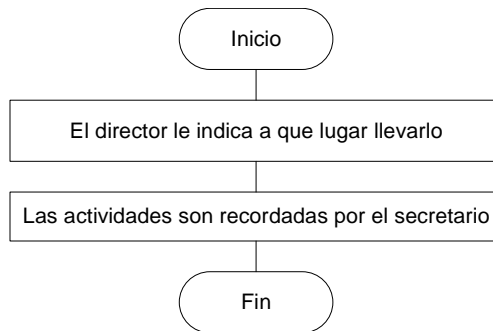 Inicio
El director le indica a que lugar llevarlo
Las actividades son recordadas por el secretario
Fin